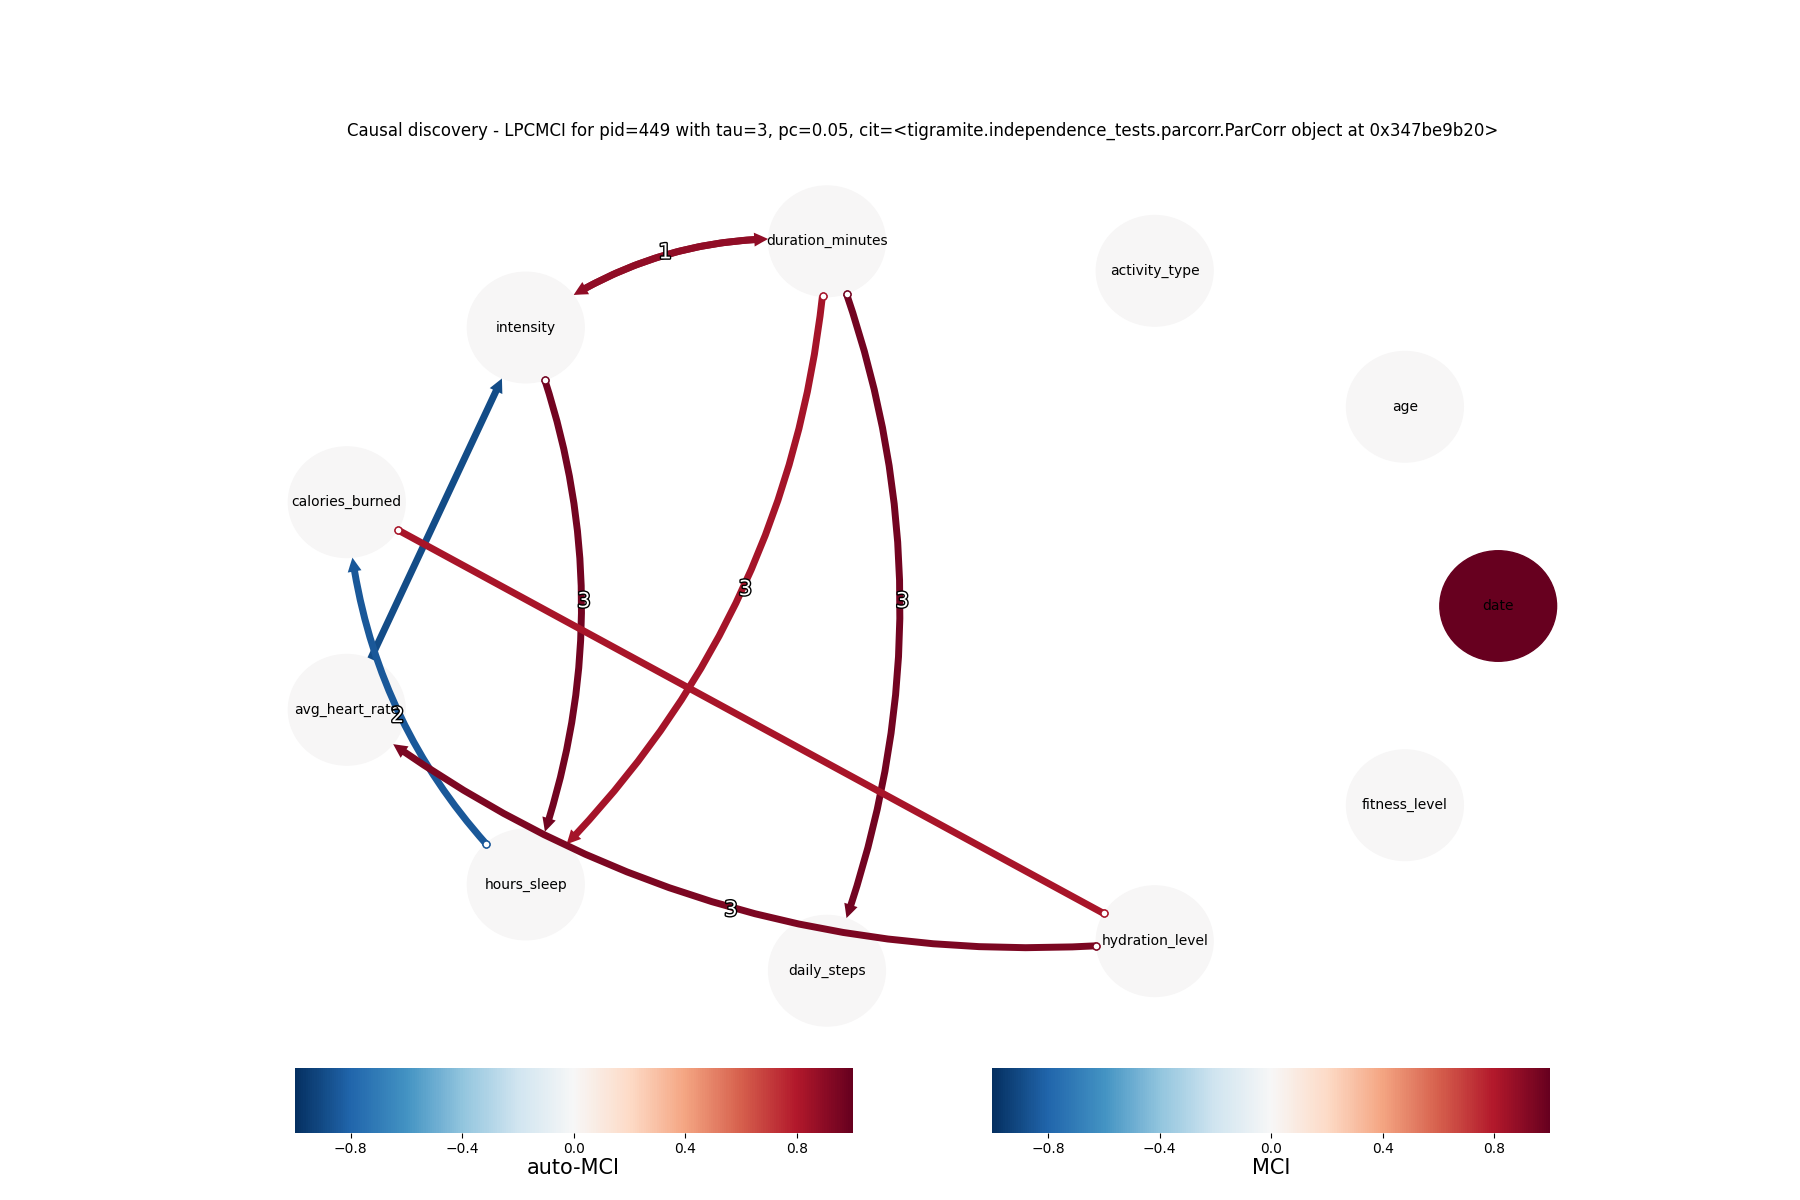 Causal discovery - LPCMCI for pid=449 with tau=3, pc=0.05, cit=<tigramite.independence_tests.parcorr.ParCorr object at 0x347be9b20>
duration_minutes
1
activity_type
intensity
age
calories_burned
3
3
3
date
avg_heart_rate
2
fitness_level
hours_sleep
3
hydration_level
daily_steps
−0.8 −0.4 0.0 0.4 0.8
auto-MCI
−0.8 −0.4 0.0 0.4 0.8
MCI